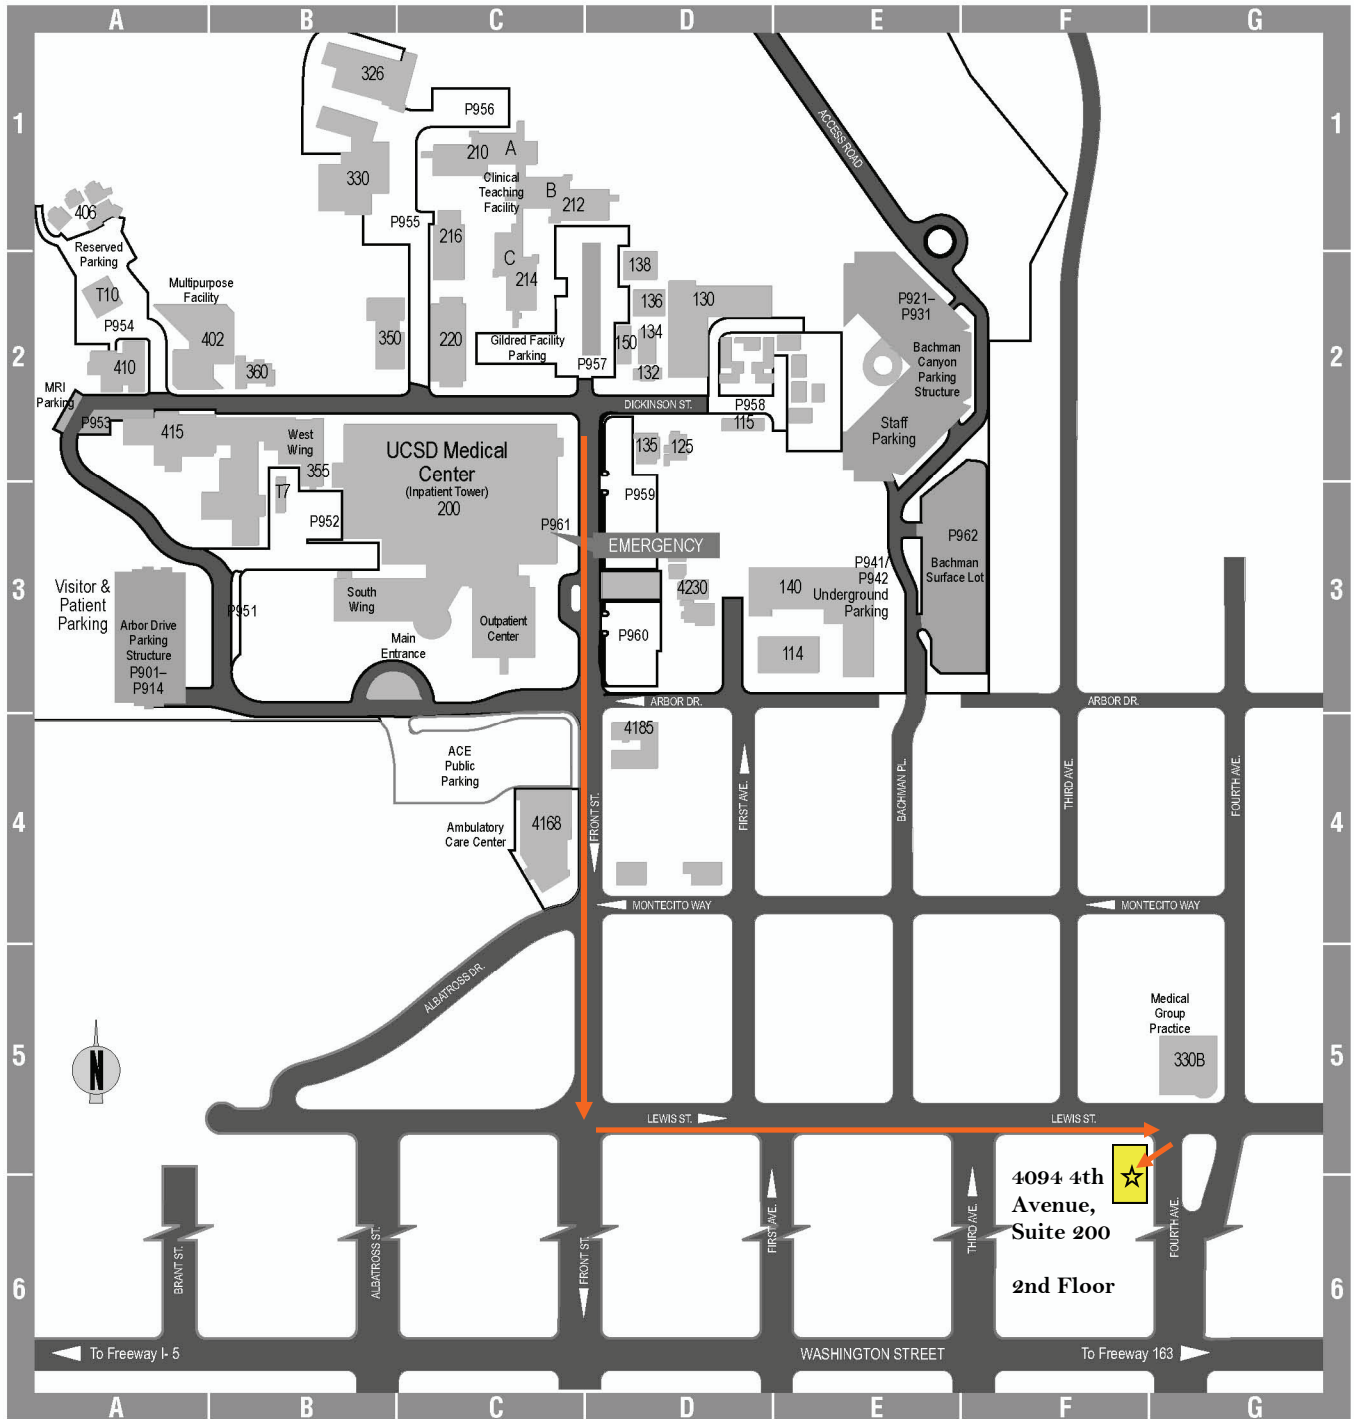 A B C D E F G
1 1
326
P956
ACCESS ROAD
210 A
330
Clinical
Teaching
Facility
B
212
406
P955
216
Reserved
Parking
C
214
138
T10
Multipurpose
Facility
136
130
P921–
P931
P954
402
350
220
Gildred Facility
Parking
150
134
2 2
410
360
P957
132
Bachman
Canyon
Parking
Structure
MRI
Parking
DICKINSON ST.
P958
P953
415
West
Wing
UCSD Medical
Center
(Inpatient Tower)
200
135
125
115
Staff
Parking
355
T7
P952
P959
P961
EMERGENCY
P962
Bachman
Surface Lot
3 3
Visitor &
Patient
Parking
P951
South
Wing
4230
140
P941/
P942
Underground
Parking
Arbor Drive
Parking
Structure
P901–
P914
Main
Entrance
Outpatient
Center
P960
114
ARBOR DR.
ARBOR DR.
4185
ACE
Public
Parking
FRONT ST.
FIRST AVE.
BACHMAN PL.
THIRD AVE.
FOURTH AVE.
4 4
Ambulatory
Care Center
4168
MONTECITO WAY
MONTECITO WAY
ALBATROSS DR.
Medical
Group
Practice
330B
5 5
N
LEWIS ST.
LEWIS ST.
4094 4th
Avenue,
Suite 200
2nd Floor
BRANT ST.
ALBATROSS ST.
FRONT ST.
FIRST AVE.
THIRD AVE.
FOURTH AVE.
6 6
To Freeway I- 5
WASHINGTON STREET
To Freeway 163
A B C D E F G